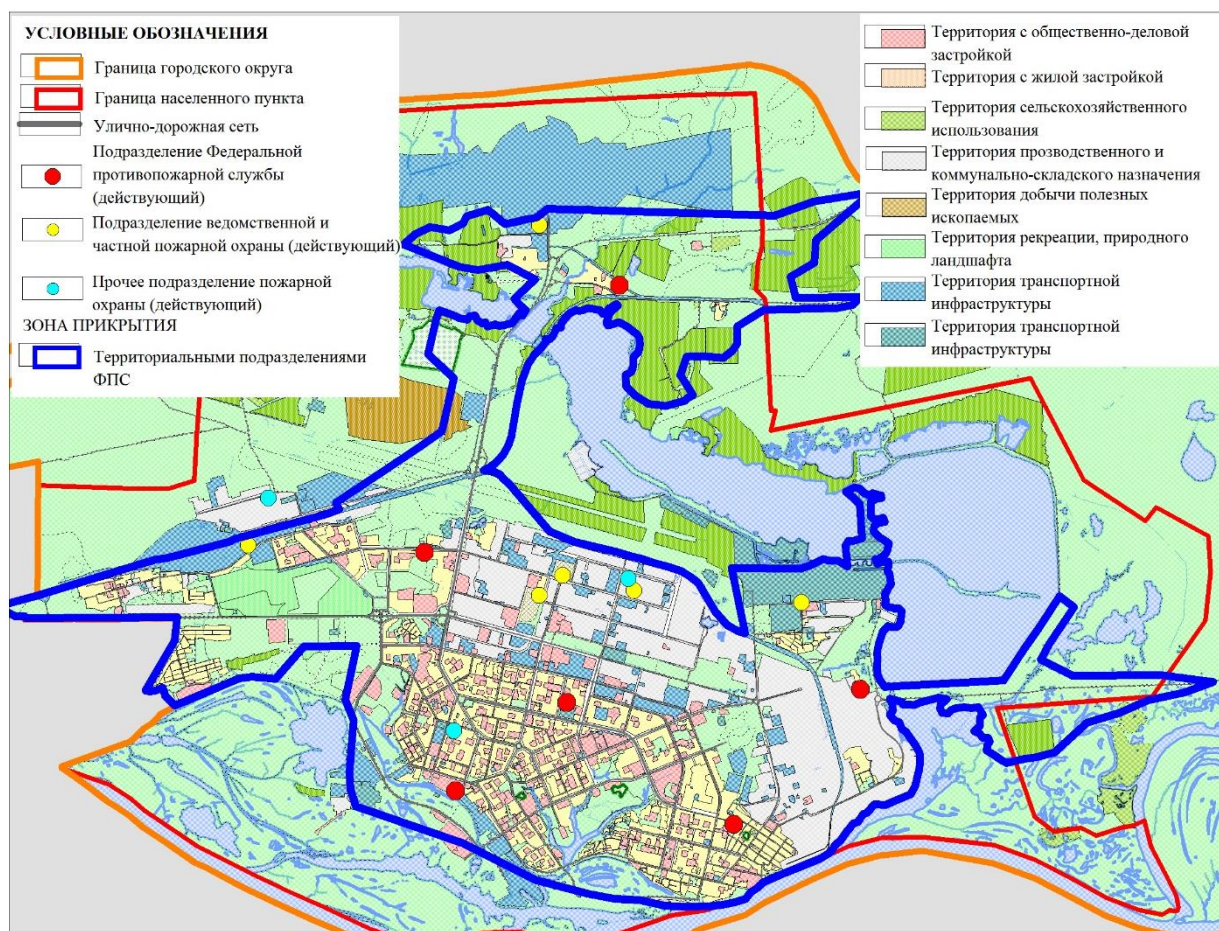 УСЛОВНЫЕ ОБОЗНАЧЕНИЯ
Граница городского округа
Граница населенного пункта
Улично-дорожная сеть
Подразделение Федеральной
противопожарной службы
(действующий)
Подразделение ведомственной и
частной пожарной охраны (действующий)
Прочее подразделение пожарной
охраны (действующий)
ЗОНА ПРИКРЫТИЯ
Территориальными подразделениями
ФПС
Территория с общественно-деловой
застройкой
Территория с жилой застройкой
Территория сельскохозяйственного
использования
Территория прозводственного и
коммунально-складского назначения
Территория добычи полезных
ископаемых
Территория рекреации, природного
ландшафта
Территория транспортной
инфраструктуры
Территория транспортной
инфраструктуры